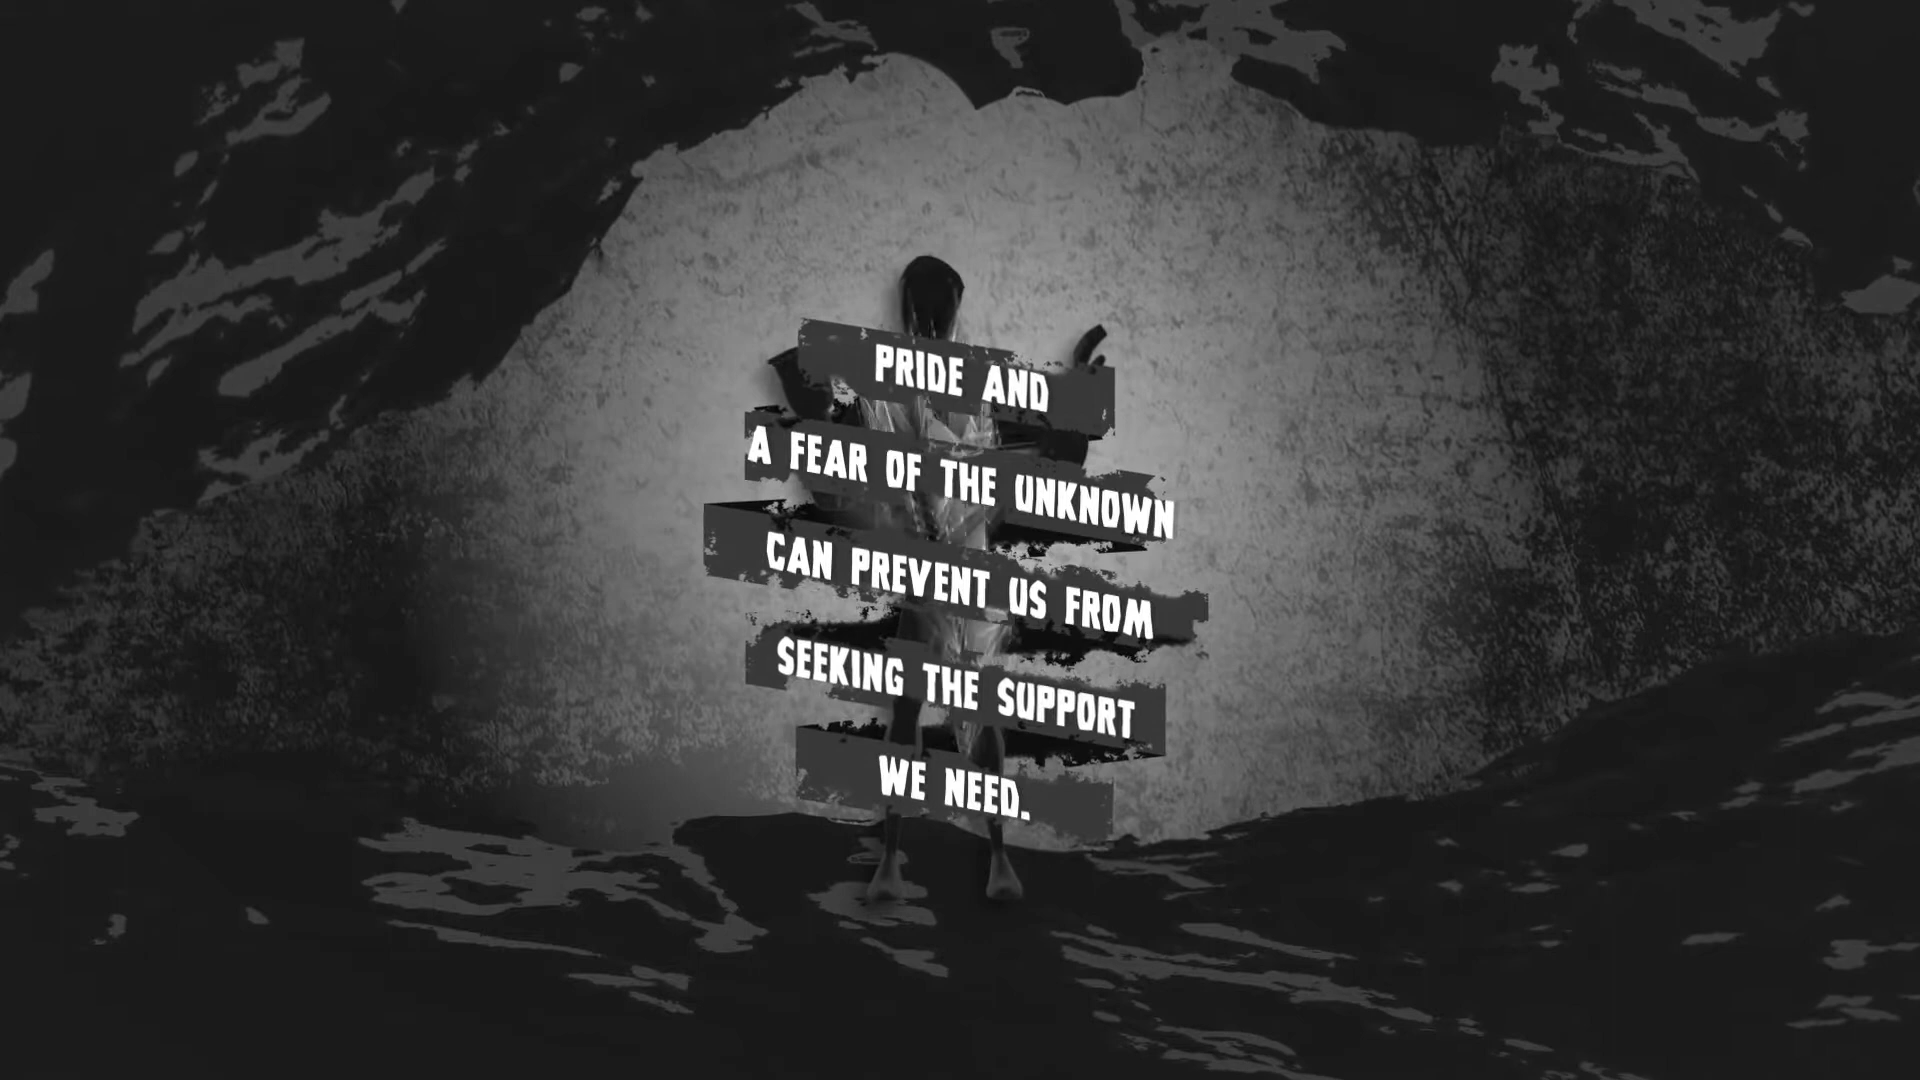 PRIDE AND
A FEAR OF THE UNKNOWN
CAN PREVENT US FROM
SEEKING THE SUPPORT
WE NEED.